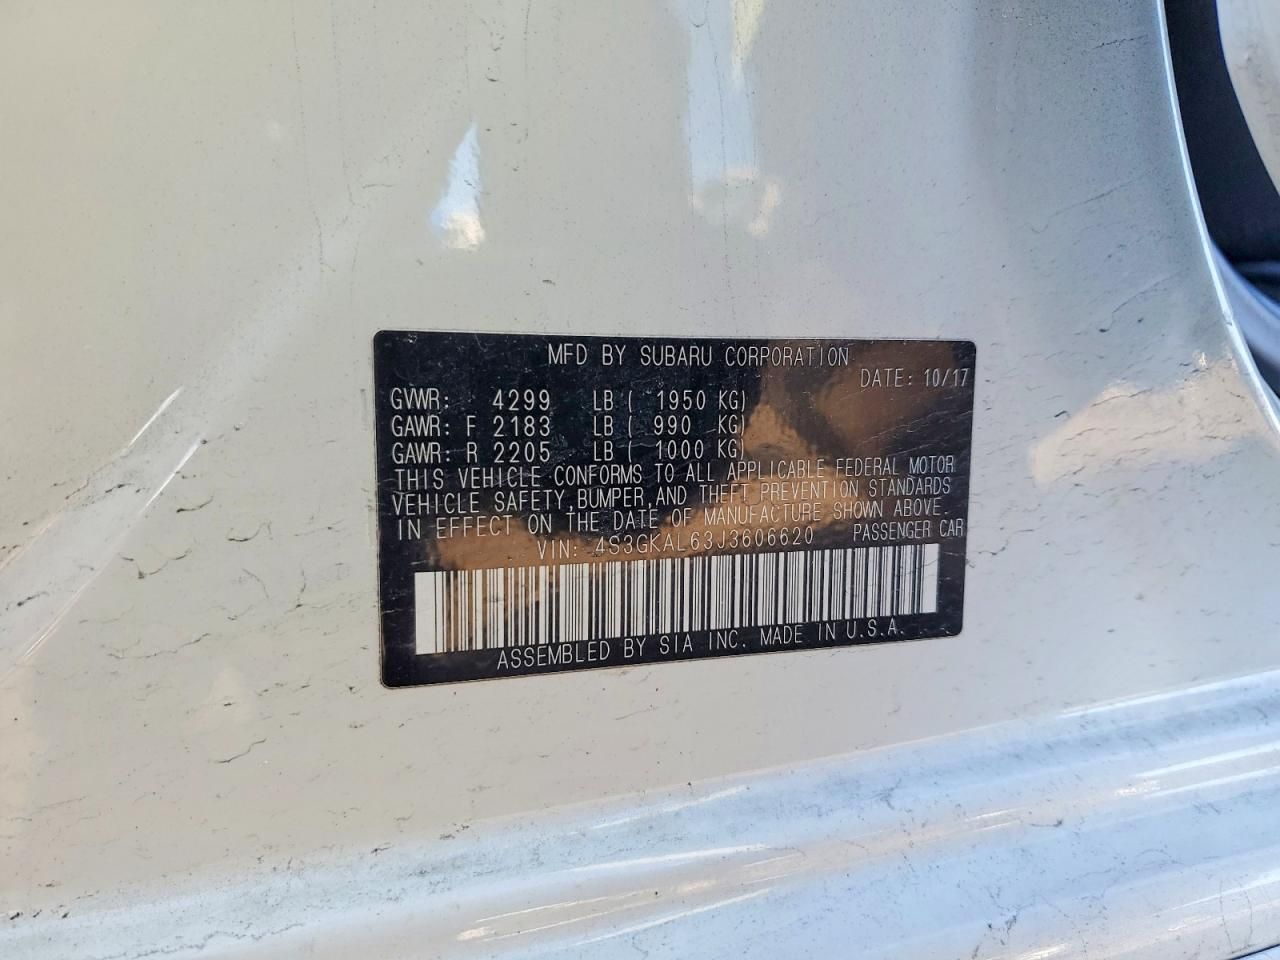 MFD BY SUBARU CORPORATION
DATE: 10/17
GVWR: 4299 LB ( 1950 KG)
GAWR: F 2183 LB ( 990 KG)
GAWR: R 2205 LB ( 1000 KG)
THIS VEHICLE CONFORMS TO ALL APPLICABLE FEDERAL MOTOR
VEHICLE SAFETY,BUMPER,AND THEFT PREVENTION STANDARDS
IN EFFECT ON THE DATE OF MANUFACTURE SHOWN ABOVE.
VIN: 4S3GKAL63J3606620 PASSENGER CAR
ASSEMBLED BY SIA INC. MADE IN U.S.A.